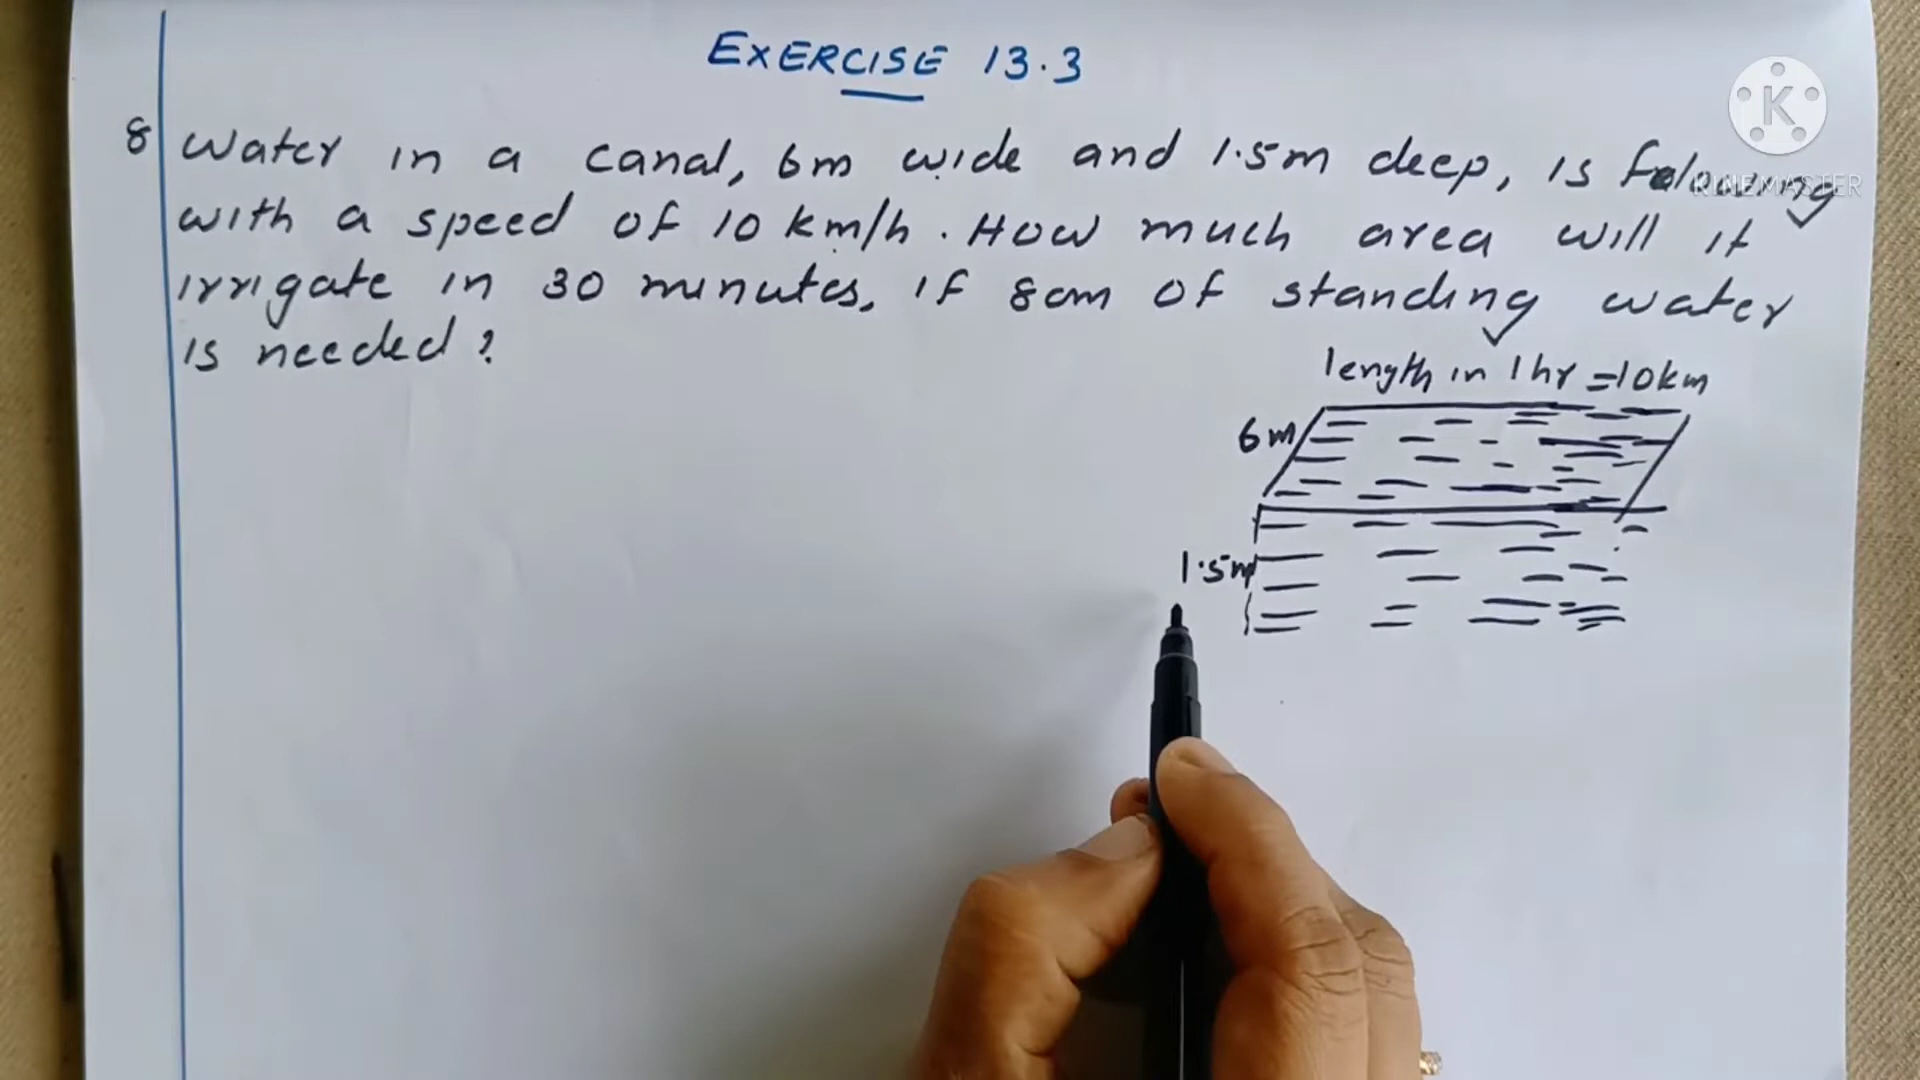 EXERCISE 13.3
8 Water in a canal, 6m wide and 1.5m deep, is
with a speed of 10 km/h. How much area will it
irrigate in 30 minutes, if 8cm of standing water
is needed?
length in 1hr = 10km
6m
1.5m
K
KINEMASTER